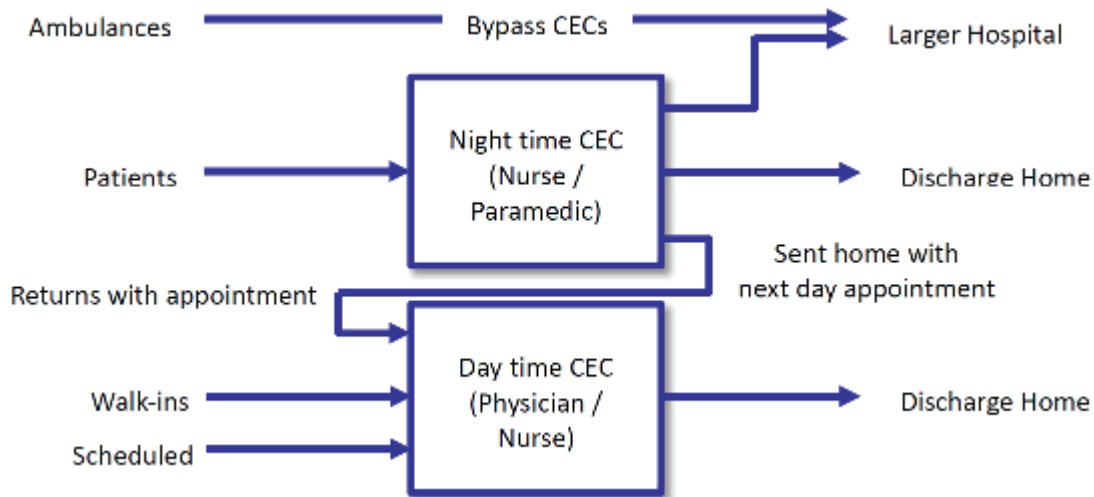 Ambulances
Bypass CECs
Larger Hospital
Night time CEC
(Nurse /
Paramedic)
Patients
Discharge Home
Sent home with
next day appointment
Returns with appointment
Day time CEC
(Physician /
Nurse)
Walk-ins
Discharge Home
Scheduled